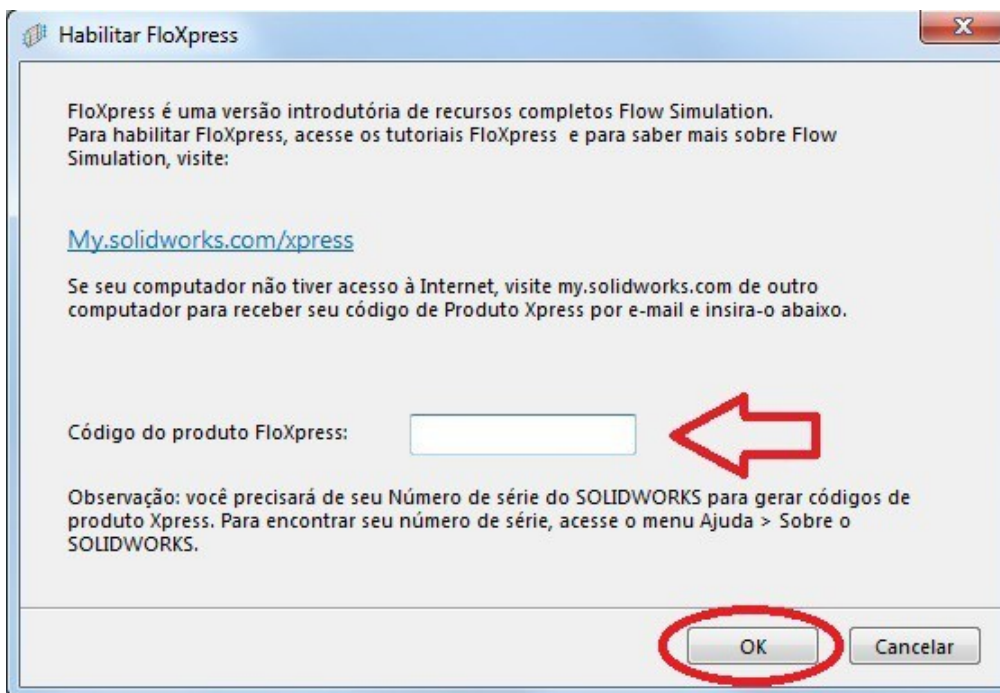 Habilitar FloXpress
FloXpress é uma versão introdutória de recursos completos Flow Simulation.
Para habilitar FloXpress, acesse os tutoriais FloXpress e para saber mais sobre Flow
Simulation, visite:
My.solidworks.com/xpress
Se seu computador não tiver acesso à Internet, visite my.solidworks.com de outro
computador para receber seu código de Produto Xpress por e-mail e insira-o abaixo.
Código do produto FloXpress:
Observação: você precisará de seu Número de série do SOLIDWORKS para gerar códigos de
produto Xpress. Para encontrar seu número de série, acesse o menu Ajuda > Sobre o
SOLIDWORKS.
OK Cancelar